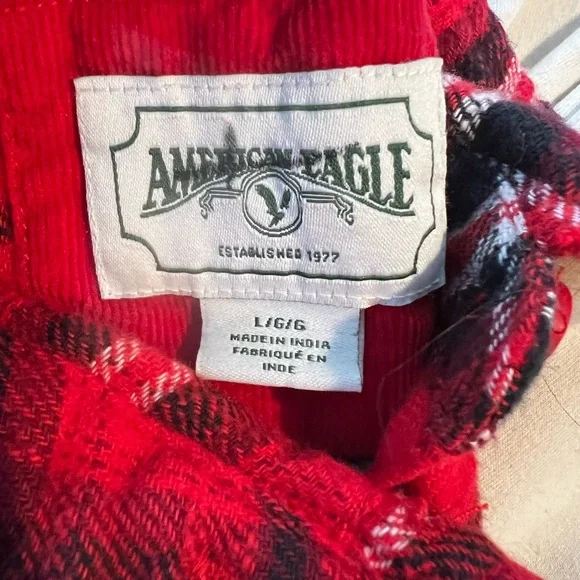 AMERICAN EAGLE
ESTABLISHED 1977
L/G/G
MADE IN INDIA
FABRIQUÉ EN
INDE